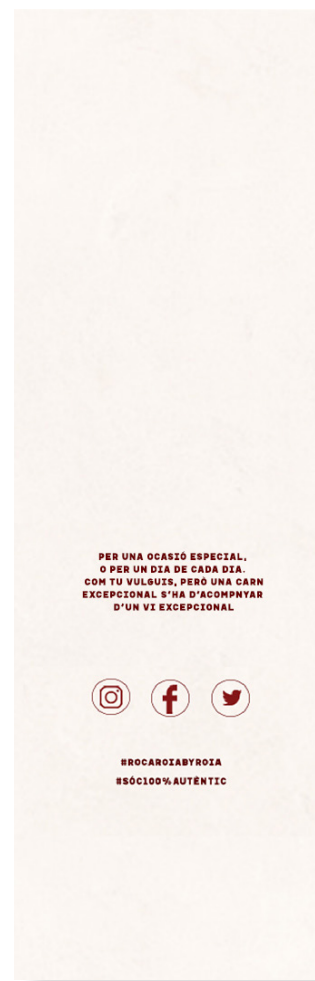 PER UNA OCASIÓ ESPECIAL,
O PER UN DIA DE CADA DIA.
COM TU VULGUIS, PERÒ UNA CARN
EXCEPCIONAL S'HA D'ACOMPNYAR
D'UN VI EXCEPCIONAL
#ROCAROIABYROIA
#SÓC100%AUTÈNTIC